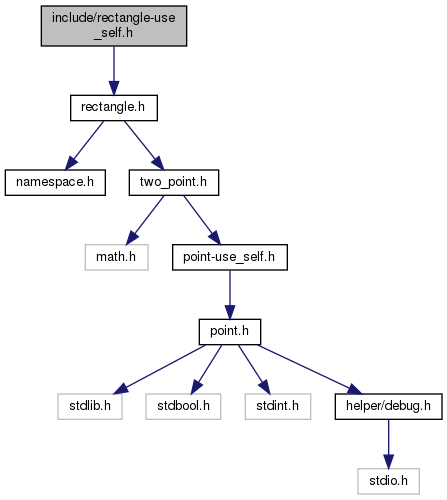 include/rectangle-use
_self.h
rectangle.h
namespace.h
two_point.h
math.h
point-use_self.h
point.h
stdlib.h
stdbool.h
stdint.h
helper/debug.h
stdio.h